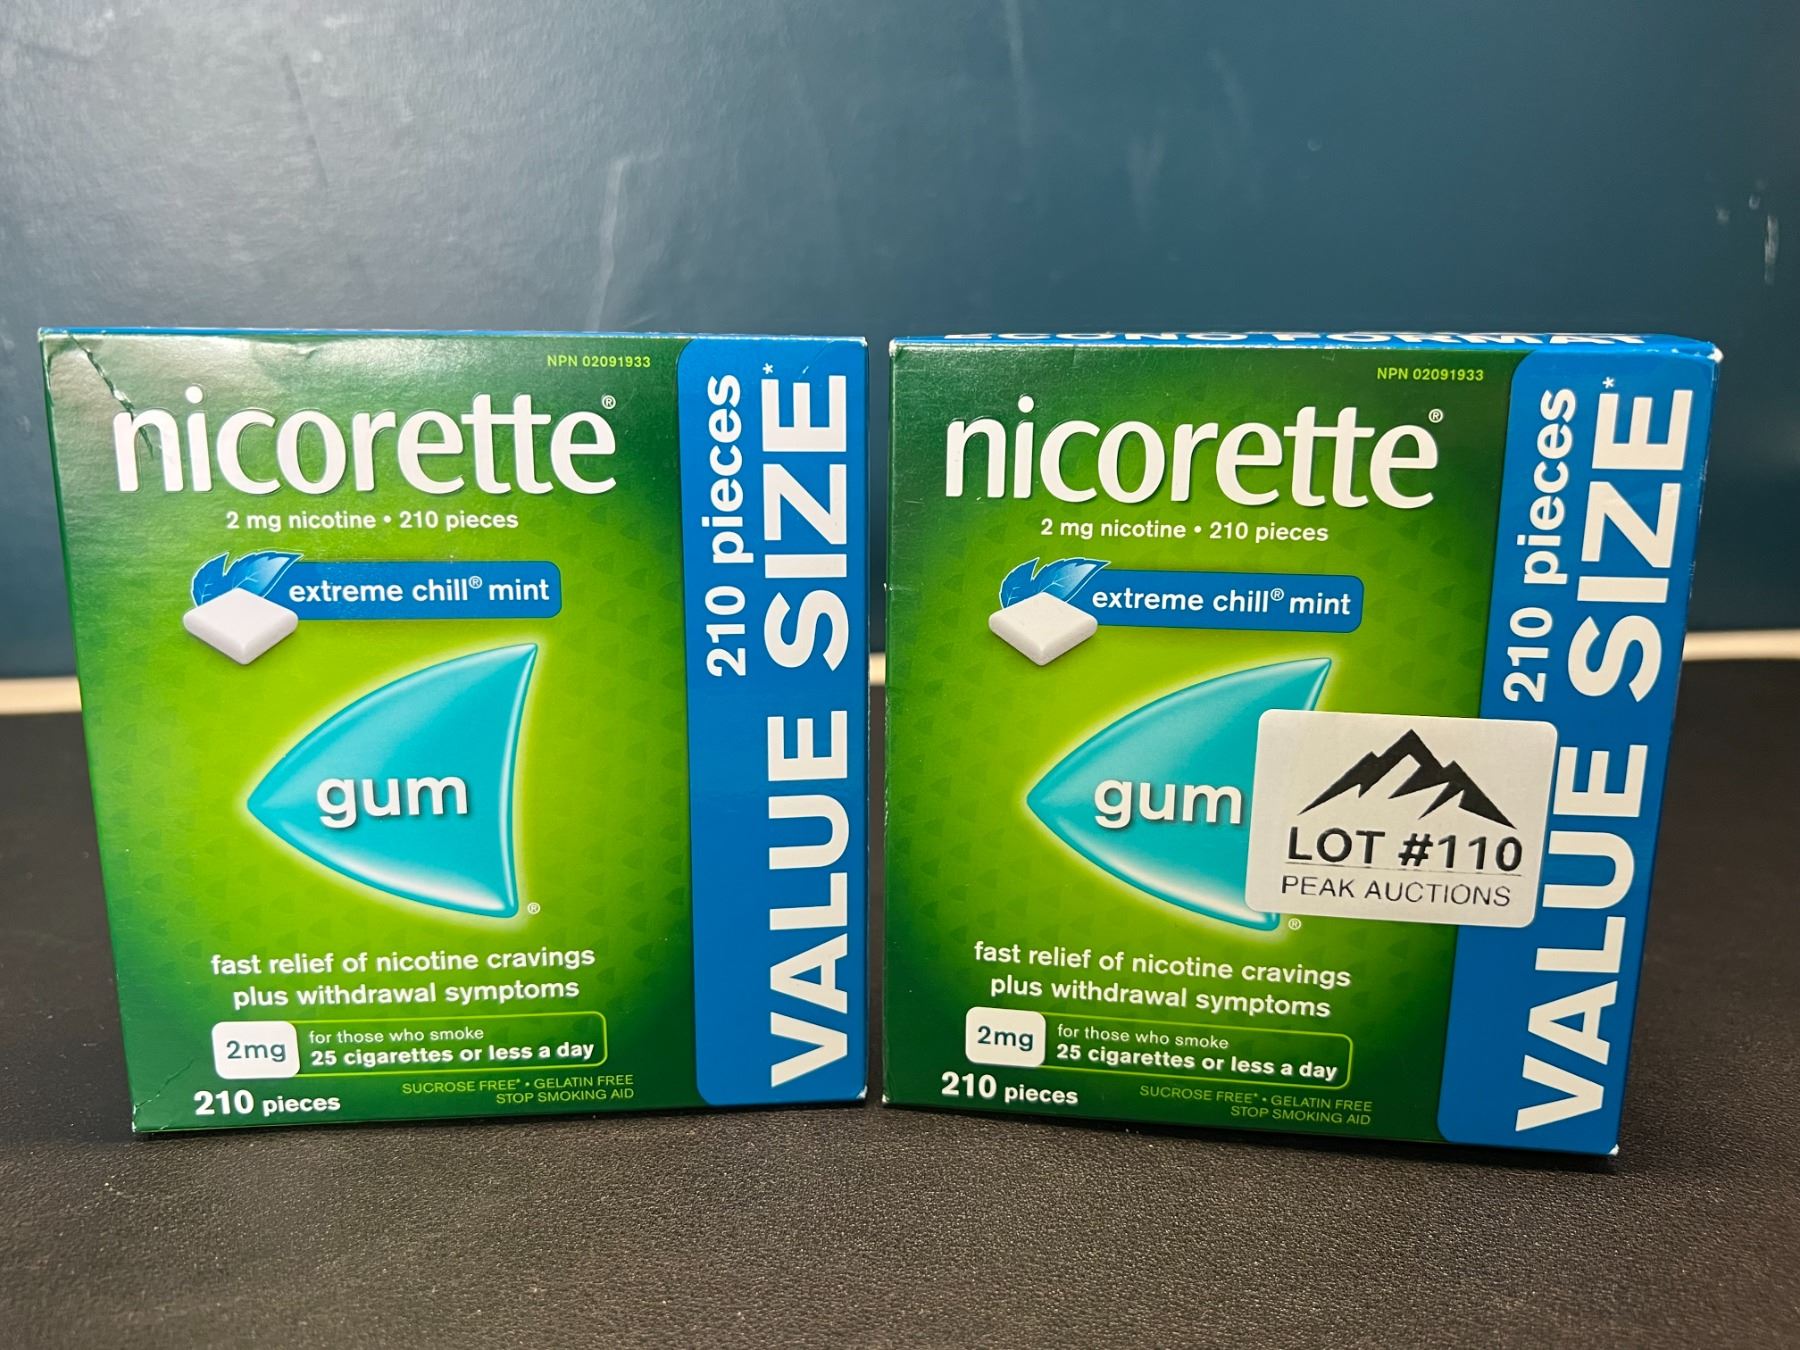 NPN 02091933
nicorette®
2 mg nicotine • 210 pieces
extreme chill® mint
gum
®
fast relief of nicotine cravings
plus withdrawal symptoms
2mg
for those who smoke
25 cigarettes or less a day
210 pieces
SUCROSE FREE* • GELATIN FREE
STOP SMOKING AID
210 pieces
VALUE SIZE*
ECONO FORMAT
NPN 02091933
nicorette®
2 mg nicotine • 210 pieces
extreme chill® mint
gum
®
LOT #110
PEAK AUCTIONS
fast relief of nicotine cravings
plus withdrawal symptoms
2mg
for those who smoke
25 cigarettes or less a day
210 pieces
SUCROSE FREE* • GELATIN FREE
STOP SMOKING AID
210 pieces
VALUE SIZE*